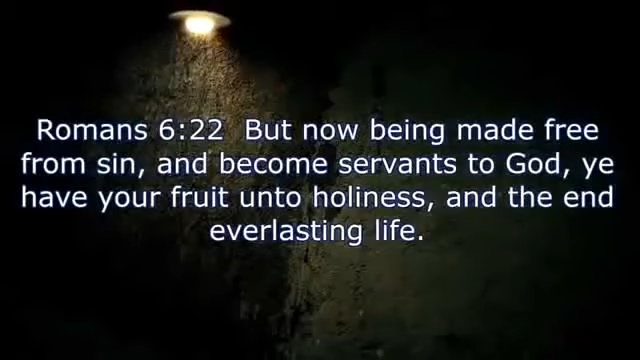 Romans 6:22  But now being made free
from sin, and become servants to God, ye
have your fruit unto holiness, and the end
everlasting life.